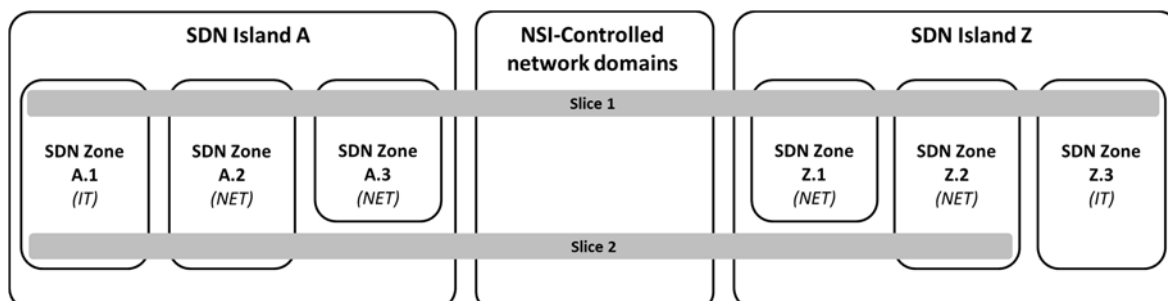 SDN Island A
NSI-Controlled
network domains
SDN Island Z
Slice 1
SDN Zone
A.1
(IT)
SDN Zone
A.2
(NET)
SDN Zone
A.3
(NET)
SDN Zone
Z.1
(NET)
SDN Zone
Z.2
(NET)
SDN Zone
Z.3
(IT)
Slice 2